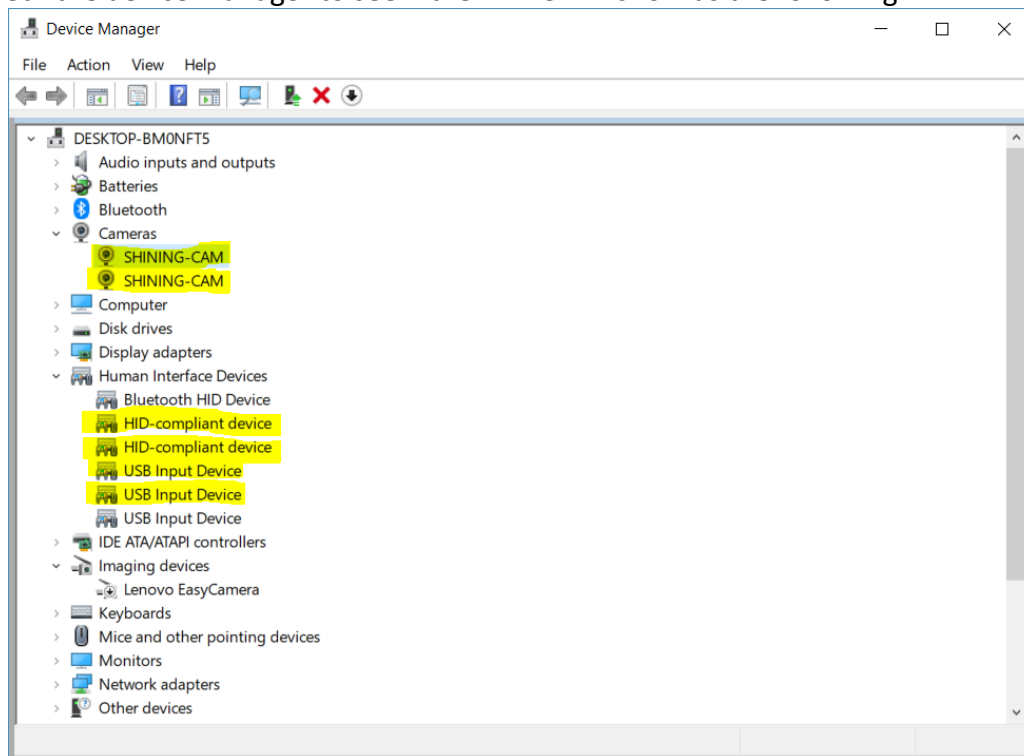 Device Manager
File Action View Help
DESKTOP-BM0NFT5
Audio inputs and outputs
Batteries
Bluetooth
Cameras
SHINING-CAM
SHINING-CAM
Computer
Disk drives
Display adapters
Human Interface Devices
Bluetooth HID Device
HID-compliant device
HID-compliant device
USB Input Device
USB Input Device
USB Input Device
IDE ATA/ATAPI controllers
Imaging devices
Lenovo EasyCamera
Keyboards
Mice and other pointing devices
Monitors
Network adapters
Other devices